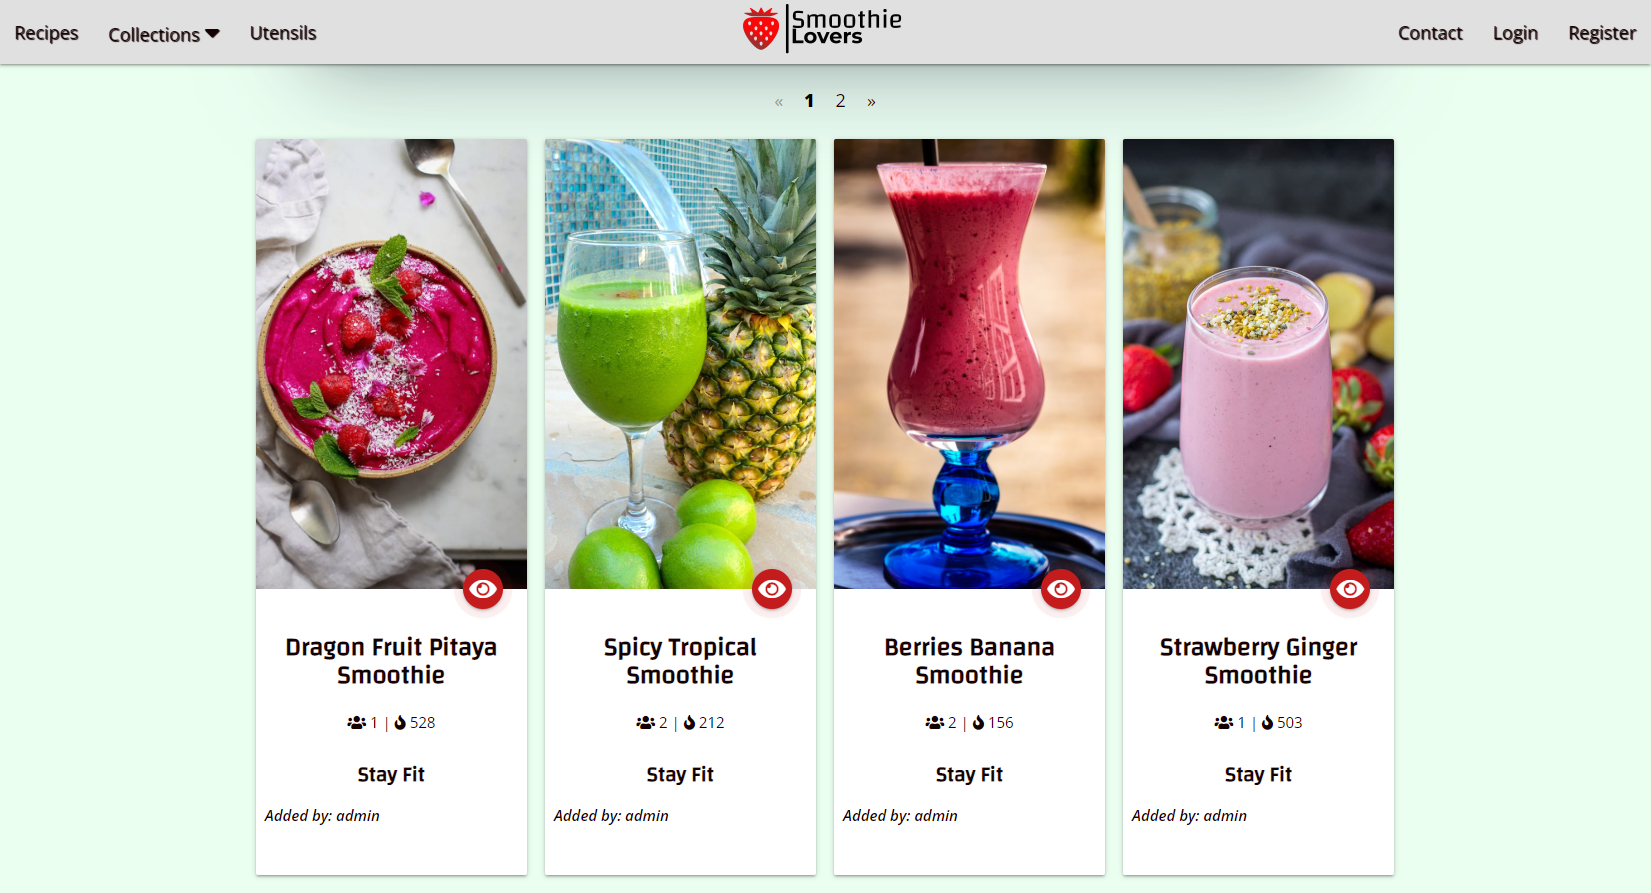 Recipes Collections Utensils Smoothie Lovers Contact Login Register
« 1 2 »
Dragon Fruit Pitaya
Smoothie
1 | 528
Stay Fit
Added by: admin
Spicy Tropical
Smoothie
2 | 212
Stay Fit
Added by: admin
Berries Banana
Smoothie
2 | 156
Stay Fit
Added by: admin
Strawberry Ginger
Smoothie
1 | 503
Stay Fit
Added by: admin